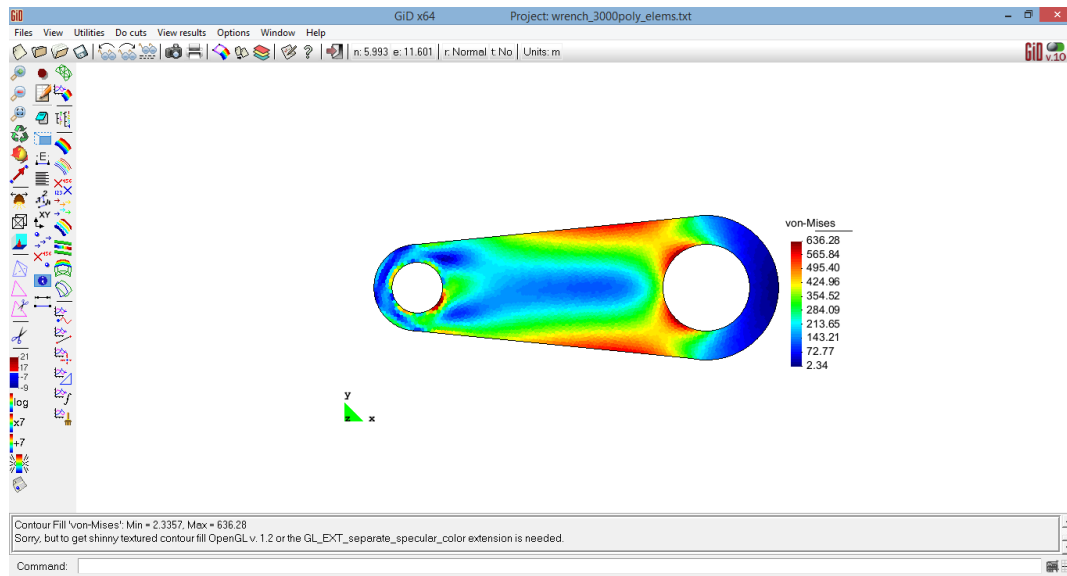 GiD
GiD x64 Project: wrench_3000poly_elems.txt
Files View Utilities Do cuts View results Options Window Help
n: 5.993 e: 11.601 r: Normal t: No Units: m
GiD v.10
von-Mises
636.28
565.84
495.40
424.96
354.52
284.09
213.65
143.21
72.77
2.34
E
XY
21
17
-7
-9
log
x7
+7
y
z x
Contour Fill 'von-Mises': Min = 2.3357, Max = 636.28
Sorry, but to get shinny textured contour fill OpenGL v. 1.2 or the GL_EXT_separate_specular_color extension is needed.
Command: